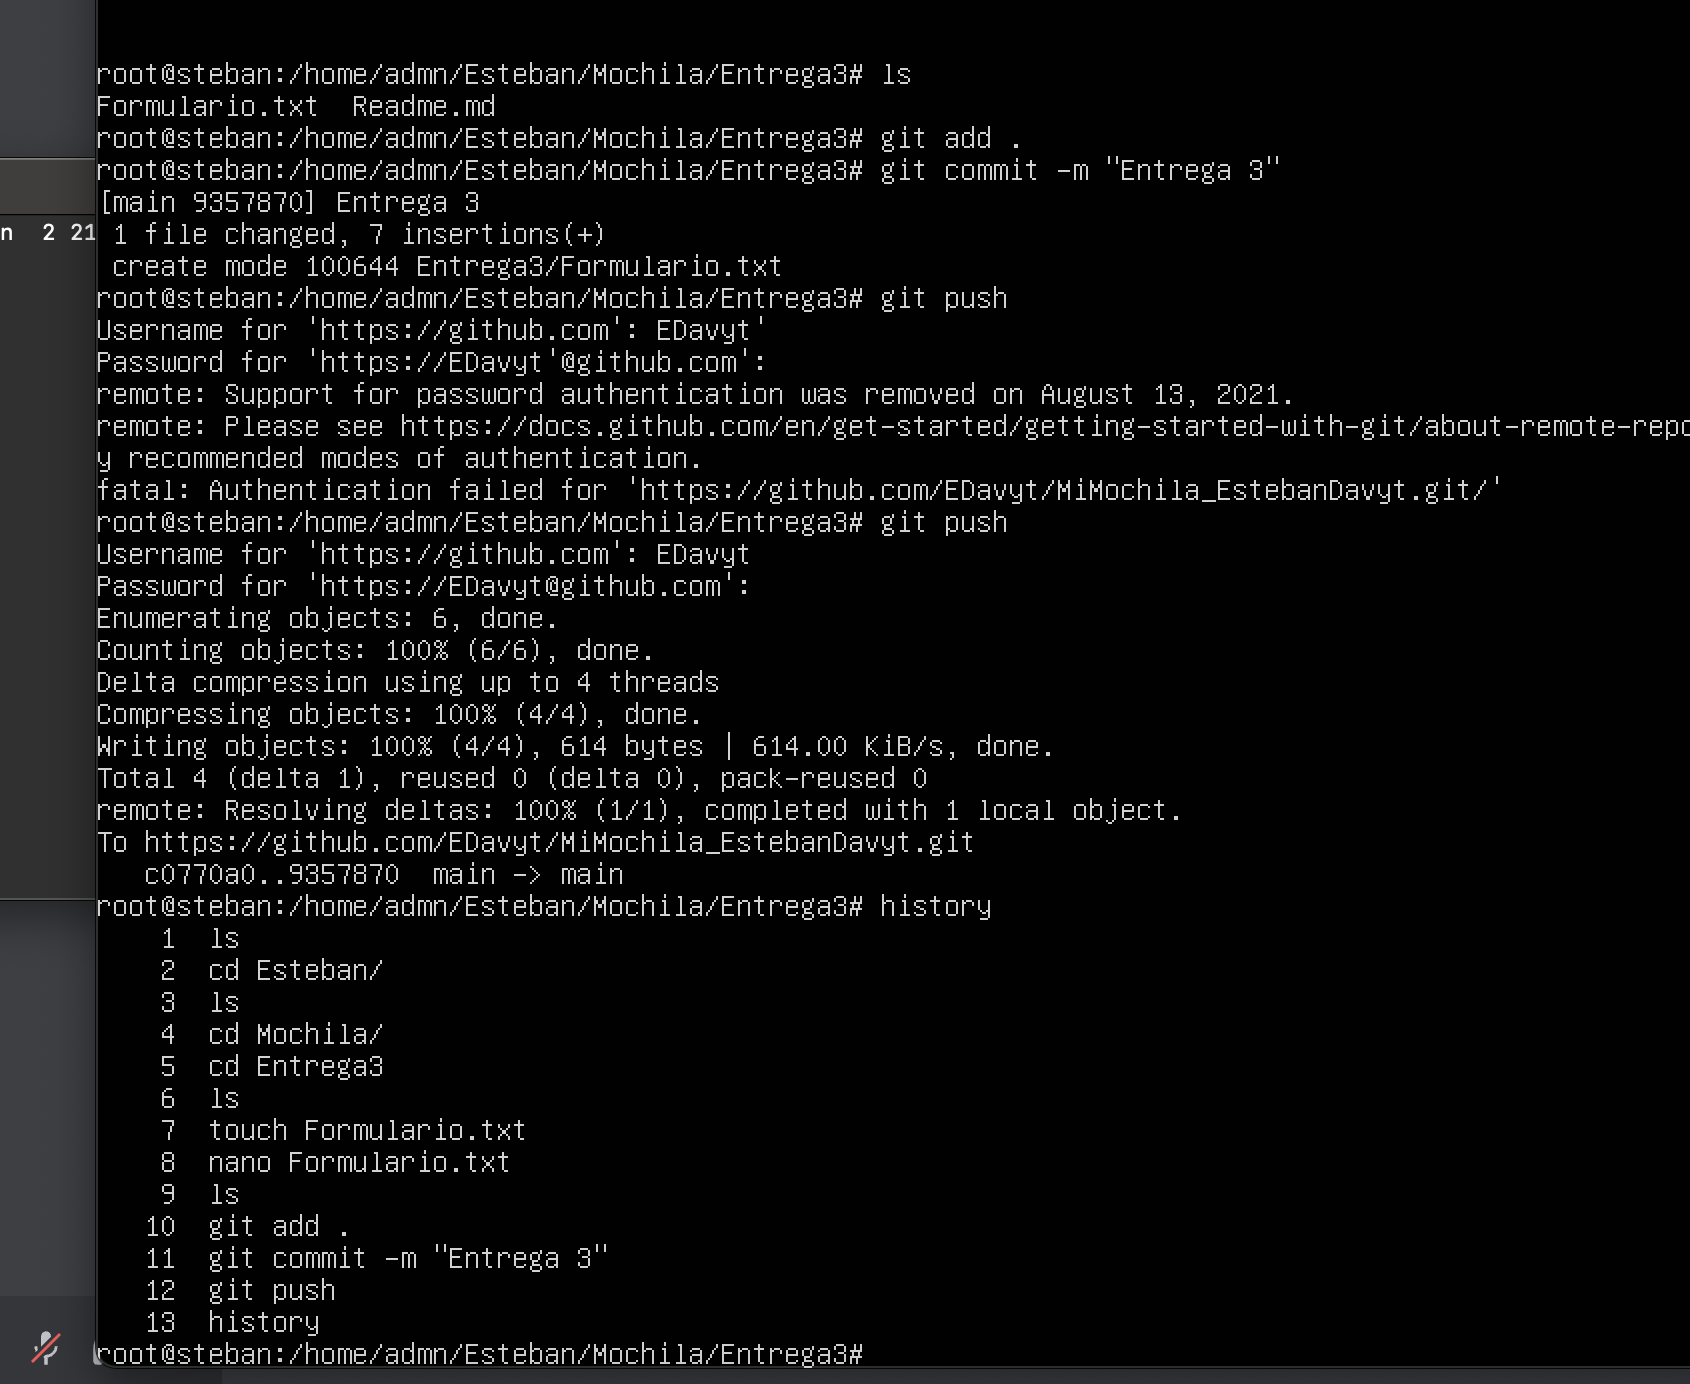 root@steban:/home/admn/Esteban/Mochila/Entrega3# ls
Formulario.txt  Readme.md
root@steban:/home/admn/Esteban/Mochila/Entrega3# git add .
root@steban:/home/admn/Esteban/Mochila/Entrega3# git commit -m "Entrega 3"
[main 9357870] Entrega 3
n  2 21
 1 file changed, 7 insertions(+)
 create mode 100644 Entrega3/Formulario.txt
root@steban:/home/admn/Esteban/Mochila/Entrega3# git push
Username for 'https://github.com': EDavyt'
Password for 'https://EDavyt'@github.com':
remote: Support for password authentication was removed on August 13, 2021.
remote: Please see https://docs.github.com/en/get-started/getting-started-with-git/about-remote-repo
y recommended modes of authentication.
fatal: Authentication failed for 'https://github.com/EDavyt/MiMochila_EstebanDavyt.git/'
root@steban:/home/admn/Esteban/Mochila/Entrega3# git push
Username for 'https://github.com': EDavyt
Password for 'https://EDavyt@github.com':
Enumerating objects: 6, done.
Counting objects: 100% (6/6), done.
Delta compression using up to 4 threads
Compressing objects: 100% (4/4), done.
Writing objects: 100% (4/4), 614 bytes | 614.00 KiB/s, done.
Total 4 (delta 1), reused 0 (delta 0), pack-reused 0
remote: Resolving deltas: 100% (1/1), completed with 1 local object.
To https://github.com/EDavyt/MiMochila_EstebanDavyt.git
   c0770a0..9357870  main -> main
root@steban:/home/admn/Esteban/Mochila/Entrega3# history
    1  ls
    2  cd Esteban/
    3  ls
    4  cd Mochila/
    5  cd Entrega3
    6  ls
    7  touch Formulario.txt
    8  nano Formulario.txt
    9  ls
   10  git add .
   11  git commit -m "Entrega 3"
   12  git push
   13  history
root@steban:/home/admn/Esteban/Mochila/Entrega3#